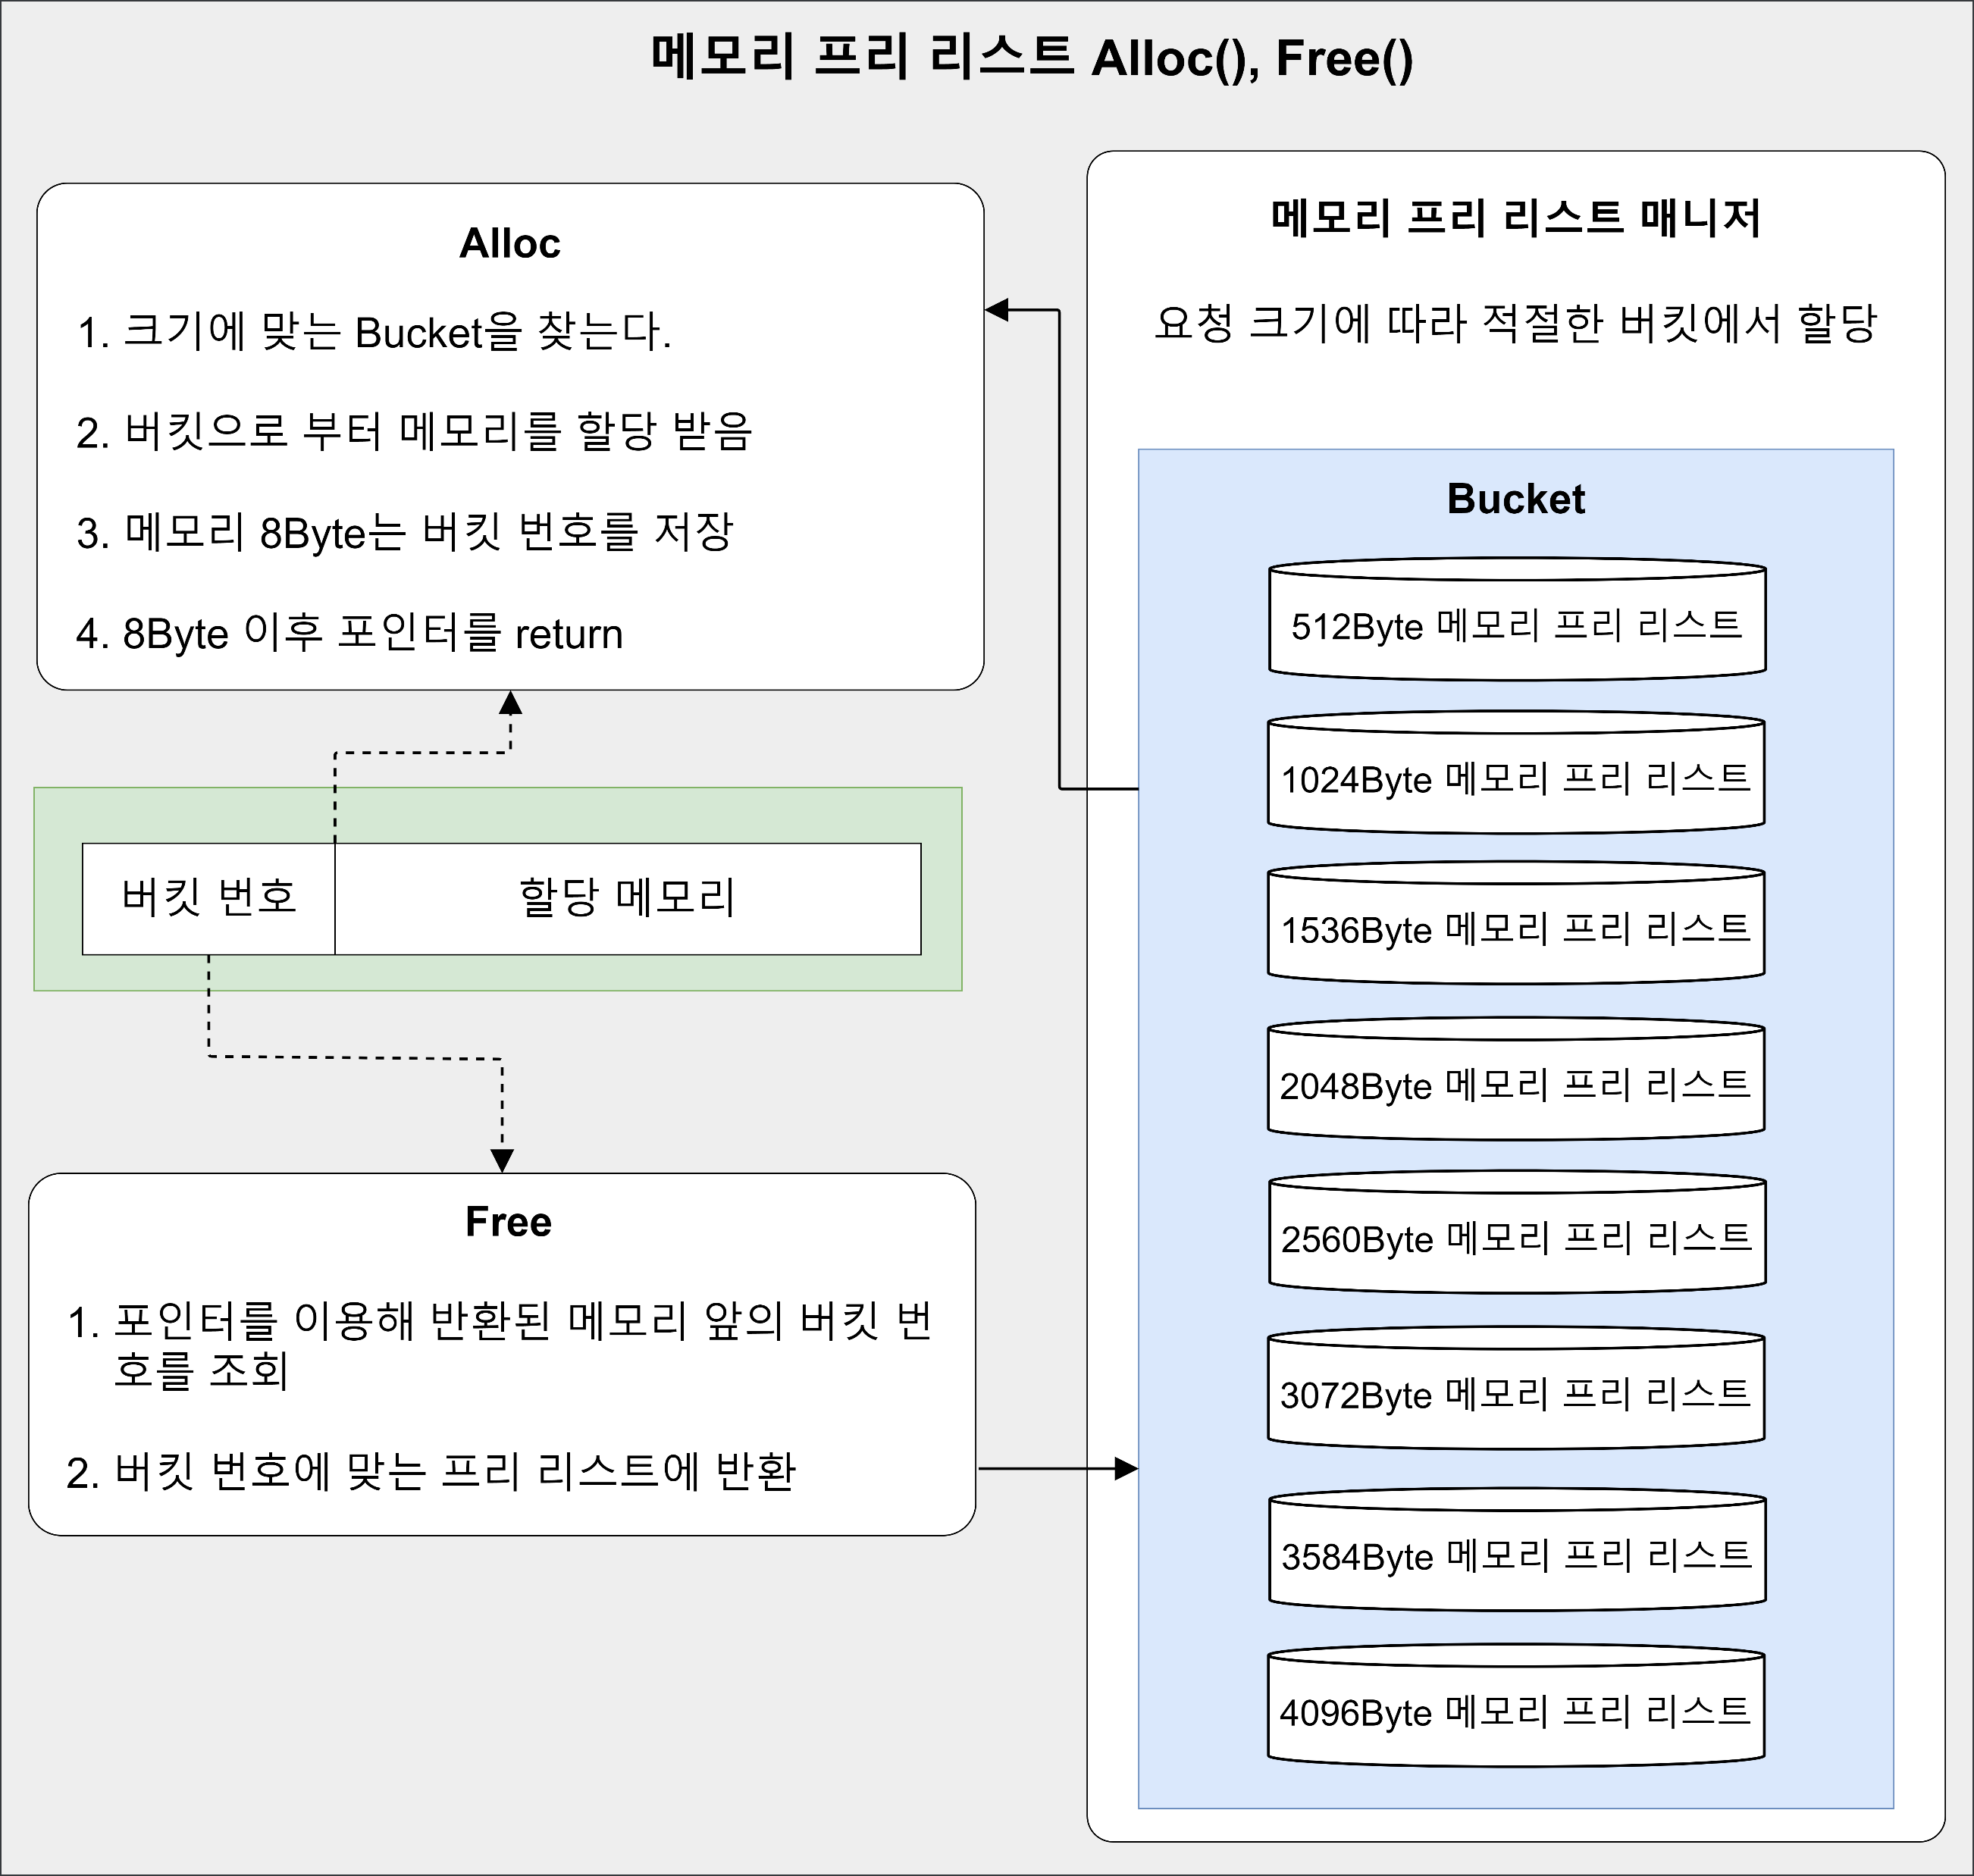 메모리 프리 리스트 Alloc(), Free()
Alloc
1. 크기에 맞는 Bucket을 찾는다.
2. 버킷으로 부터 메모리를 할당 받음
3. 메모리 8Byte는 버킷 번호를 저장
4. 8Byte 이후 포인터를 return
버킷 번호
할당 메모리
Free
1. 포인터를 이용해 반환된 메모리 앞의 버킷 번
호를 조회
2. 버킷 번호에 맞는 프리 리스트에 반환
메모리 프리 리스트 매니저
요청 크기에 따라 적절한 버킷에서 할당
Bucket
512Byte 메모리 프리 리스트
1024Byte 메모리 프리 리스트
1536Byte 메모리 프리 리스트
2048Byte 메모리 프리 리스트
2560Byte 메모리 프리 리스트
3072Byte 메모리 프리 리스트
3584Byte 메모리 프리 리스트
4096Byte 메모리 프리 리스트